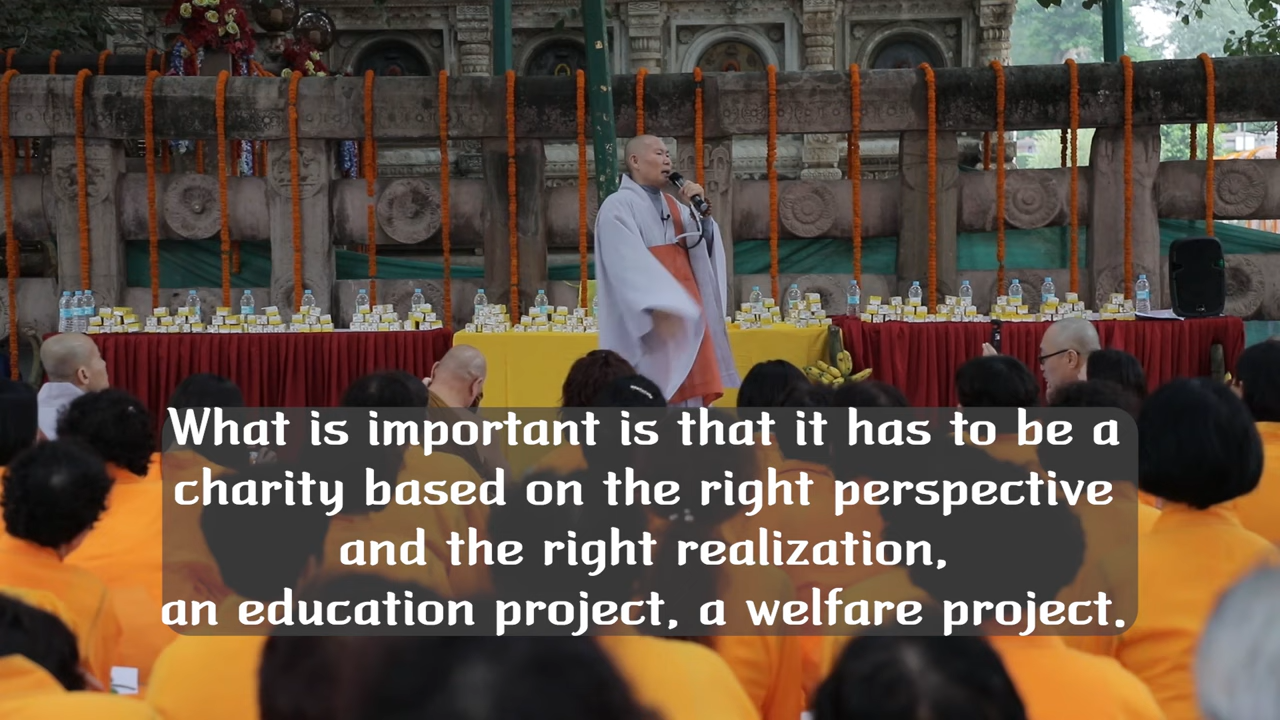 What is important is that it has to be a
charity based on the right perspective
and the right realization,
an education project, a welfare project.